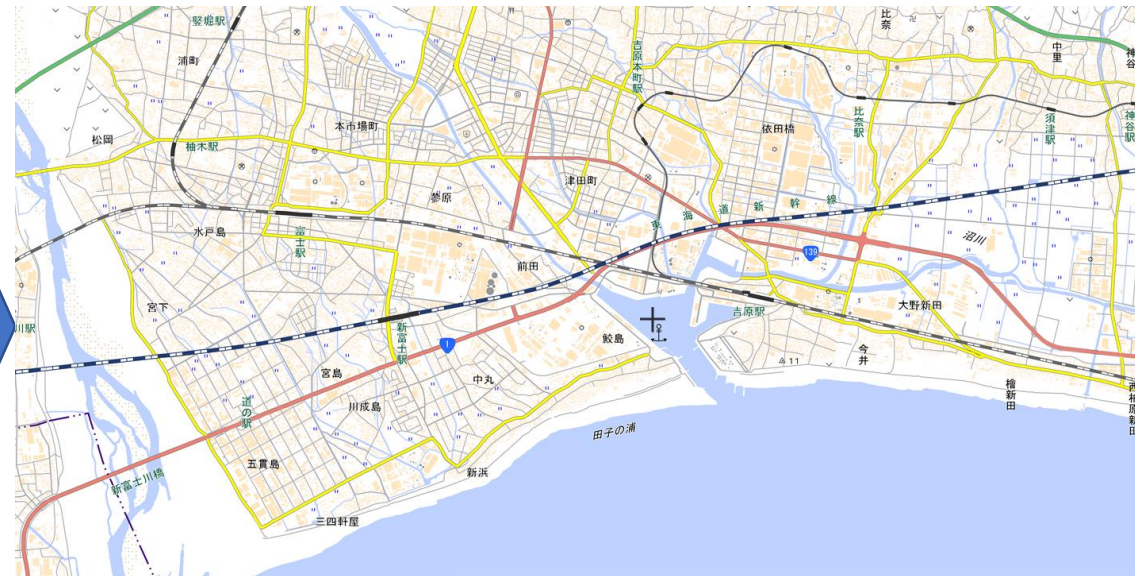 竪堀駅
比奈
中里
神谷
浦町
吉原本町駅
本市場町
依田橋
比奈駅
須津駅
神谷駅
松岡
柚木駅
津田町
蓼原
東海道新幹線
水戸島
富士駅
沼川
139
前田
宮下
大野新田
川駅
新富士駅
吉原駅
1
鮫島
11
今井
宮島
中丸
檜新田
西柏原新田
道の駅
川成島
田子の浦
五貫島
新浜
新富士川橋
三四軒屋